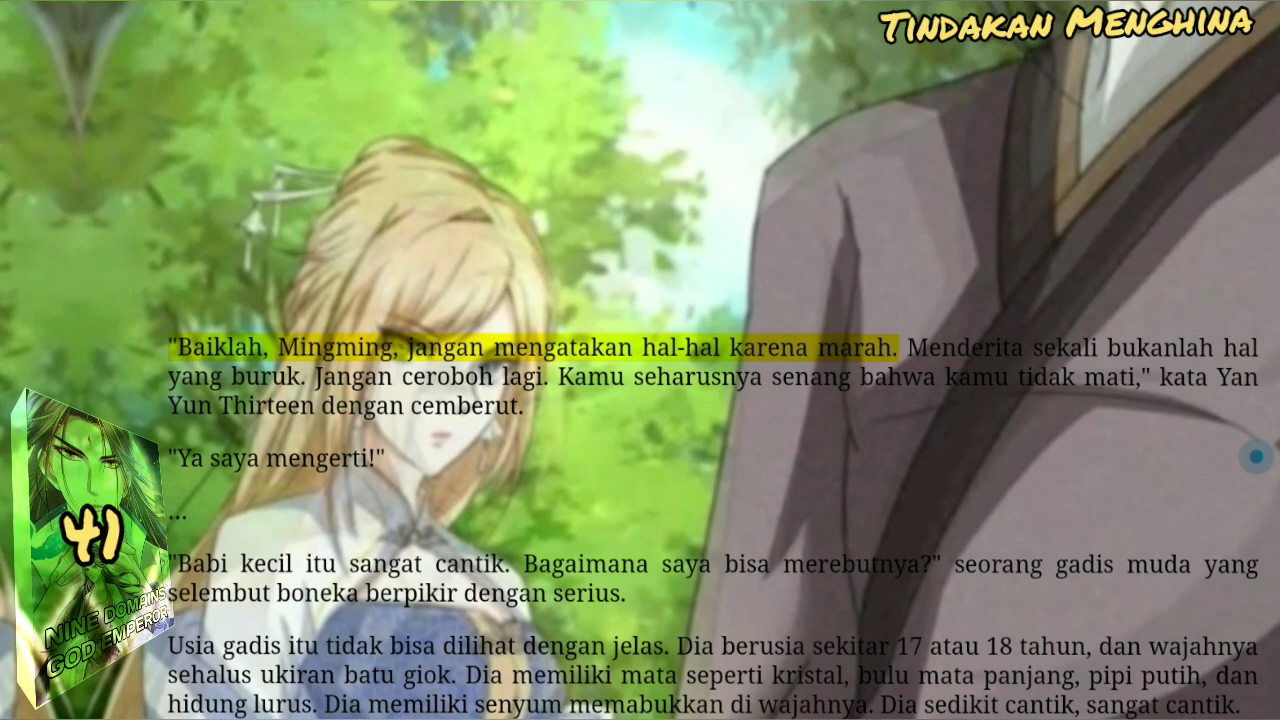 Tindakan Menghina
"Baiklah, Mingming, jangan mengatakan hal-hal karena marah. Menderita sekali bukanlah hal
yang buruk. Jangan ceroboh lagi. Kamu seharusnya senang bahwa kamu tidak mati," kata Yan
Yun Thirteen dengan cemberut.
"Ya saya mengerti!"
...
"Babi kecil itu sangat cantik. Bagaimana saya bisa merebutnya?" seorang gadis muda yang
selembut boneka berpikir dengan serius.
Usia gadis itu tidak bisa dilihat dengan jelas. Dia berusia sekitar 17 atau 18 tahun, dan wajahnya
sehalus ukiran batu giok. Dia memiliki mata seperti kristal, bulu mata panjang, pipi putih, dan
hidung lurus. Dia memiliki senyum memabukkan di wajahnya. Dia sedikit cantik, sangat cantik.
41
NINE DOMAINS
GOD EMPEROR